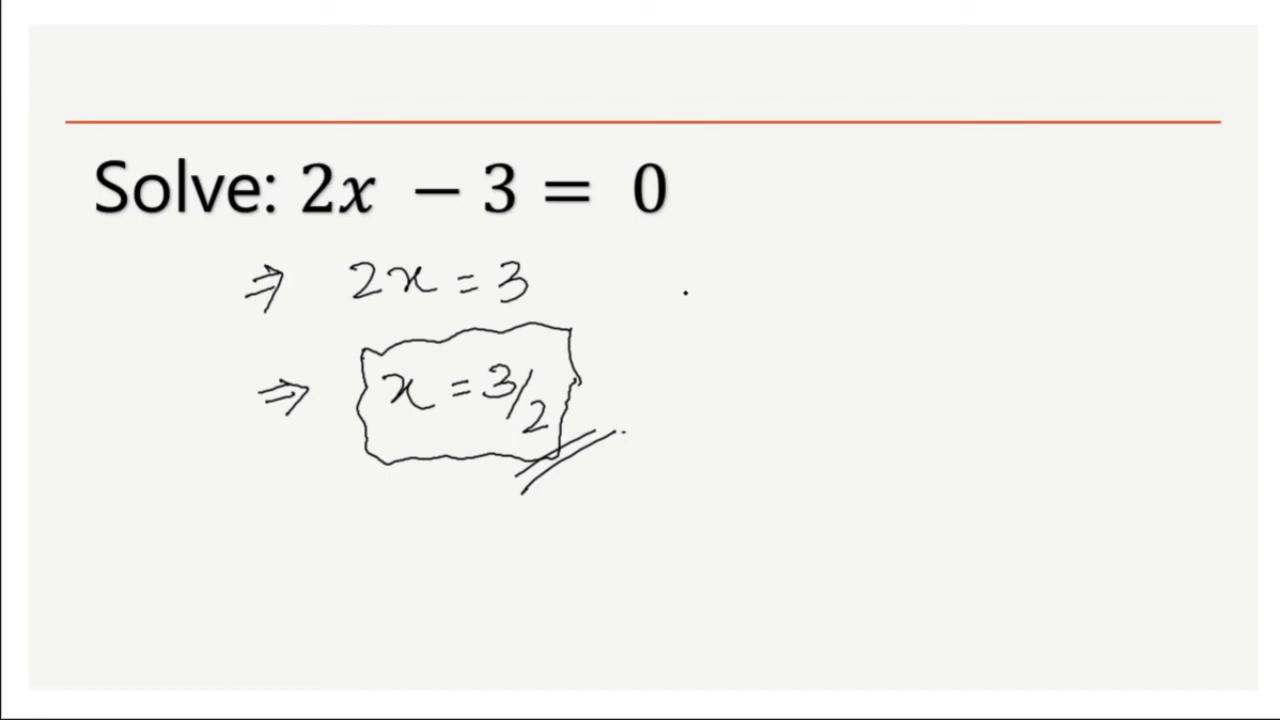 Solve: 2x − 3 = 0
⇒ 2x = 3
⇒ x = 3/2